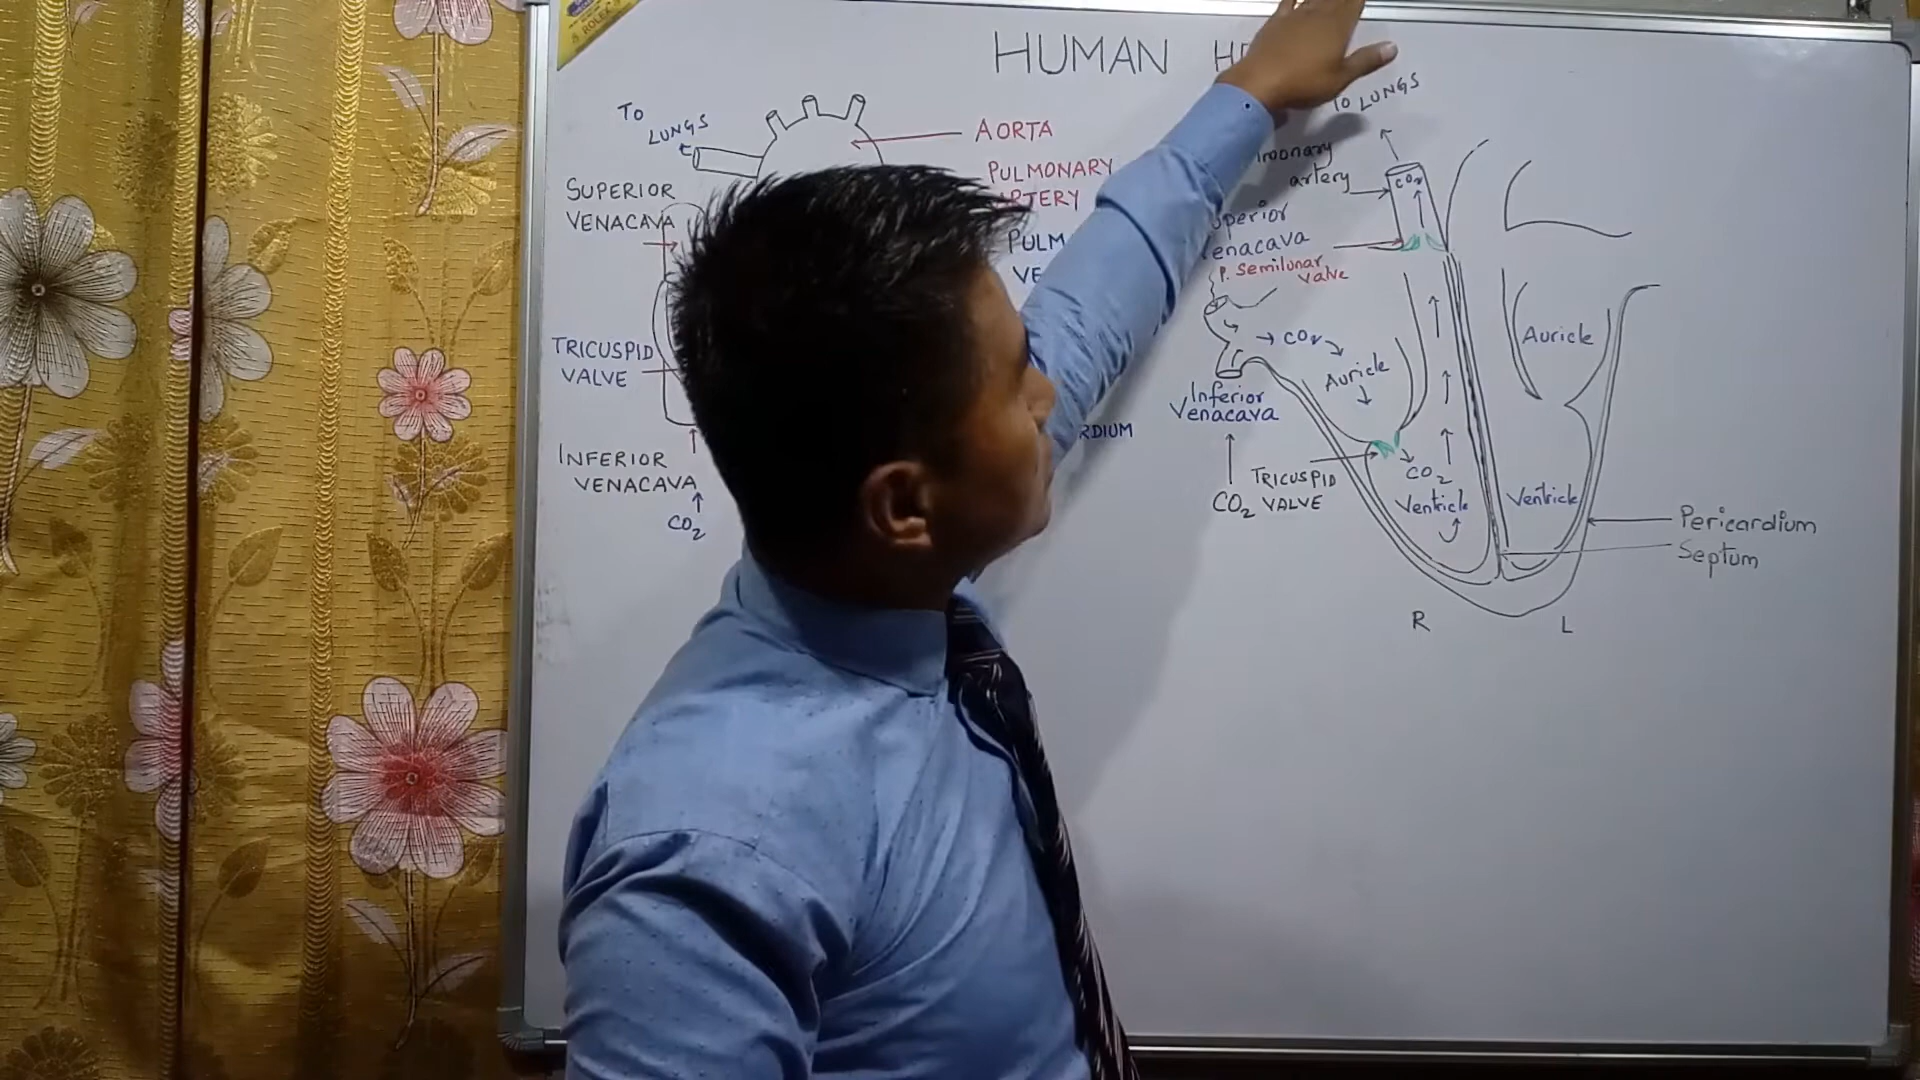 HUMAN
TO
LUNGS
AORTA
PULMONARY
SUPERIOR
VENACAVA
TRICUSPID
VALVE
INFERIOR
VENACAVA
CO2
TO LUNGS
artery
CO2
P. Semilunar
valve
CO2
Auricle
Auricle
Inferior
Venacava
CO2
TRICUSPID
VALVE
CO2
Ventricle
Ventricle
Pericardium
Septum
R
L